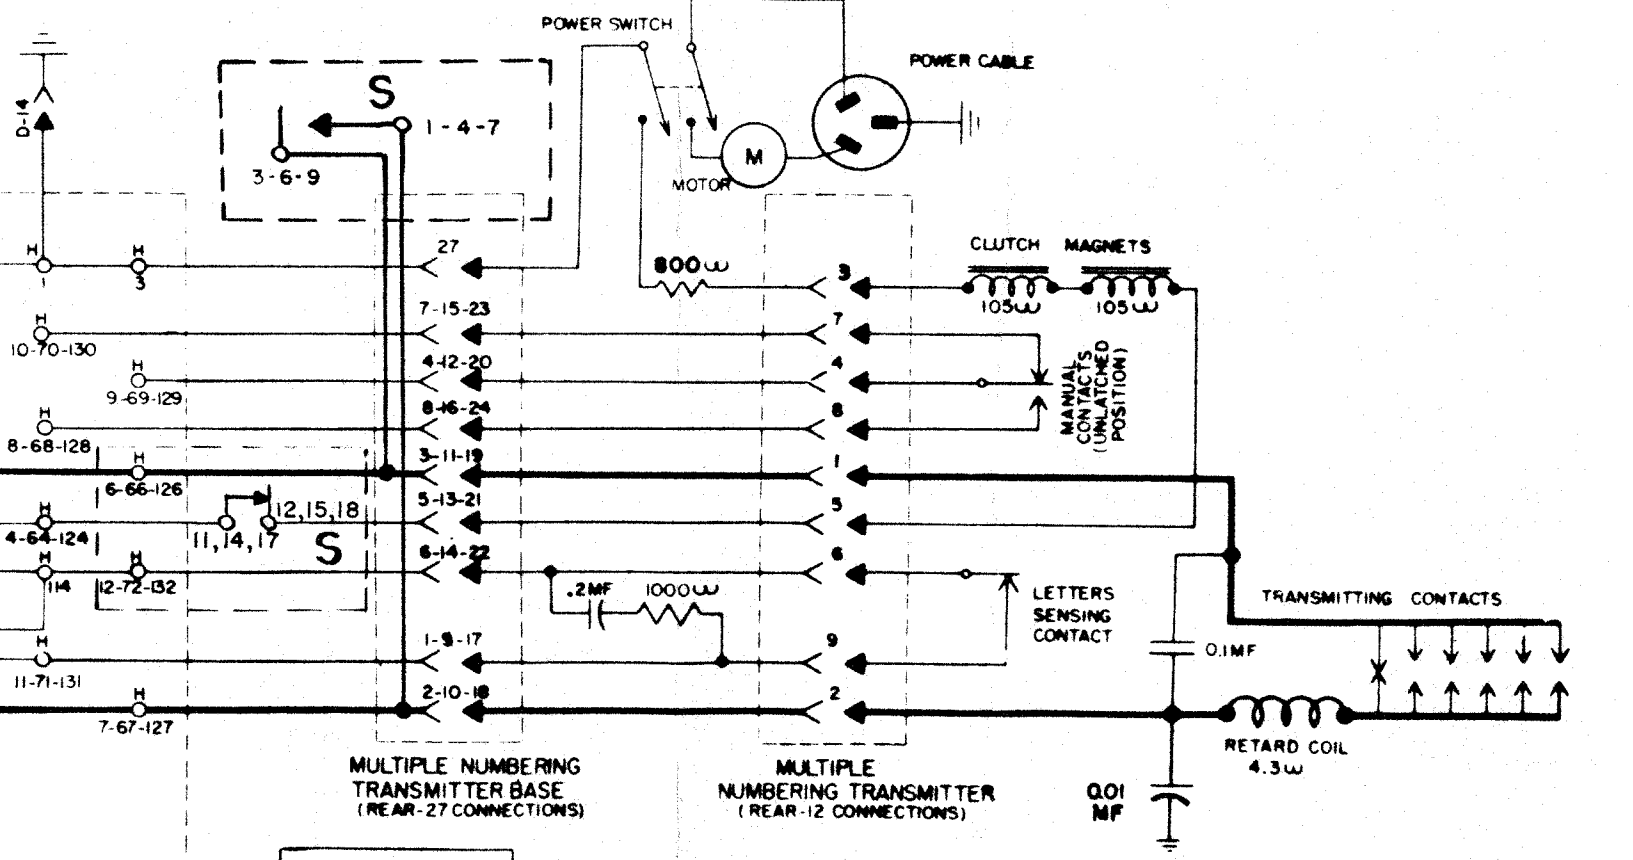 POWER SWITCH
POWER CABLE
D-14
S
1-4-7
3-6-9
M
MOTOR
H
H
3
27
800ω
3
CLUTCH MAGNETS
105ω
105ω
H
10-70-130
7-15-23
7
H
9-69-129
4-12-20
4
MANUAL
CONTACTS
(UNLATCHED
POSITION)
H
8-68-128
8-16-24
8
H
6-66-126
3-11-19
1
H
4-64-124
11,14,17
12,15,18
S
5-13-21
5
H
114
H
12-72-132
6-14-22
6
.2MF
1000ω
LETTERS
SENSING
CONTACT
TRANSMITTING CONTACTS
H
11-71-131
1-9-17
9
0.1MF
H
7-67-127
2-10-18
2
RETARD COIL
4.3ω
MULTIPLE NUMBERING
TRANSMITTER BASE
(REAR-27 CONNECTIONS)
MULTIPLE
NUMBERING TRANSMITTER
(REAR-12 CONNECTIONS)
0.01
MF